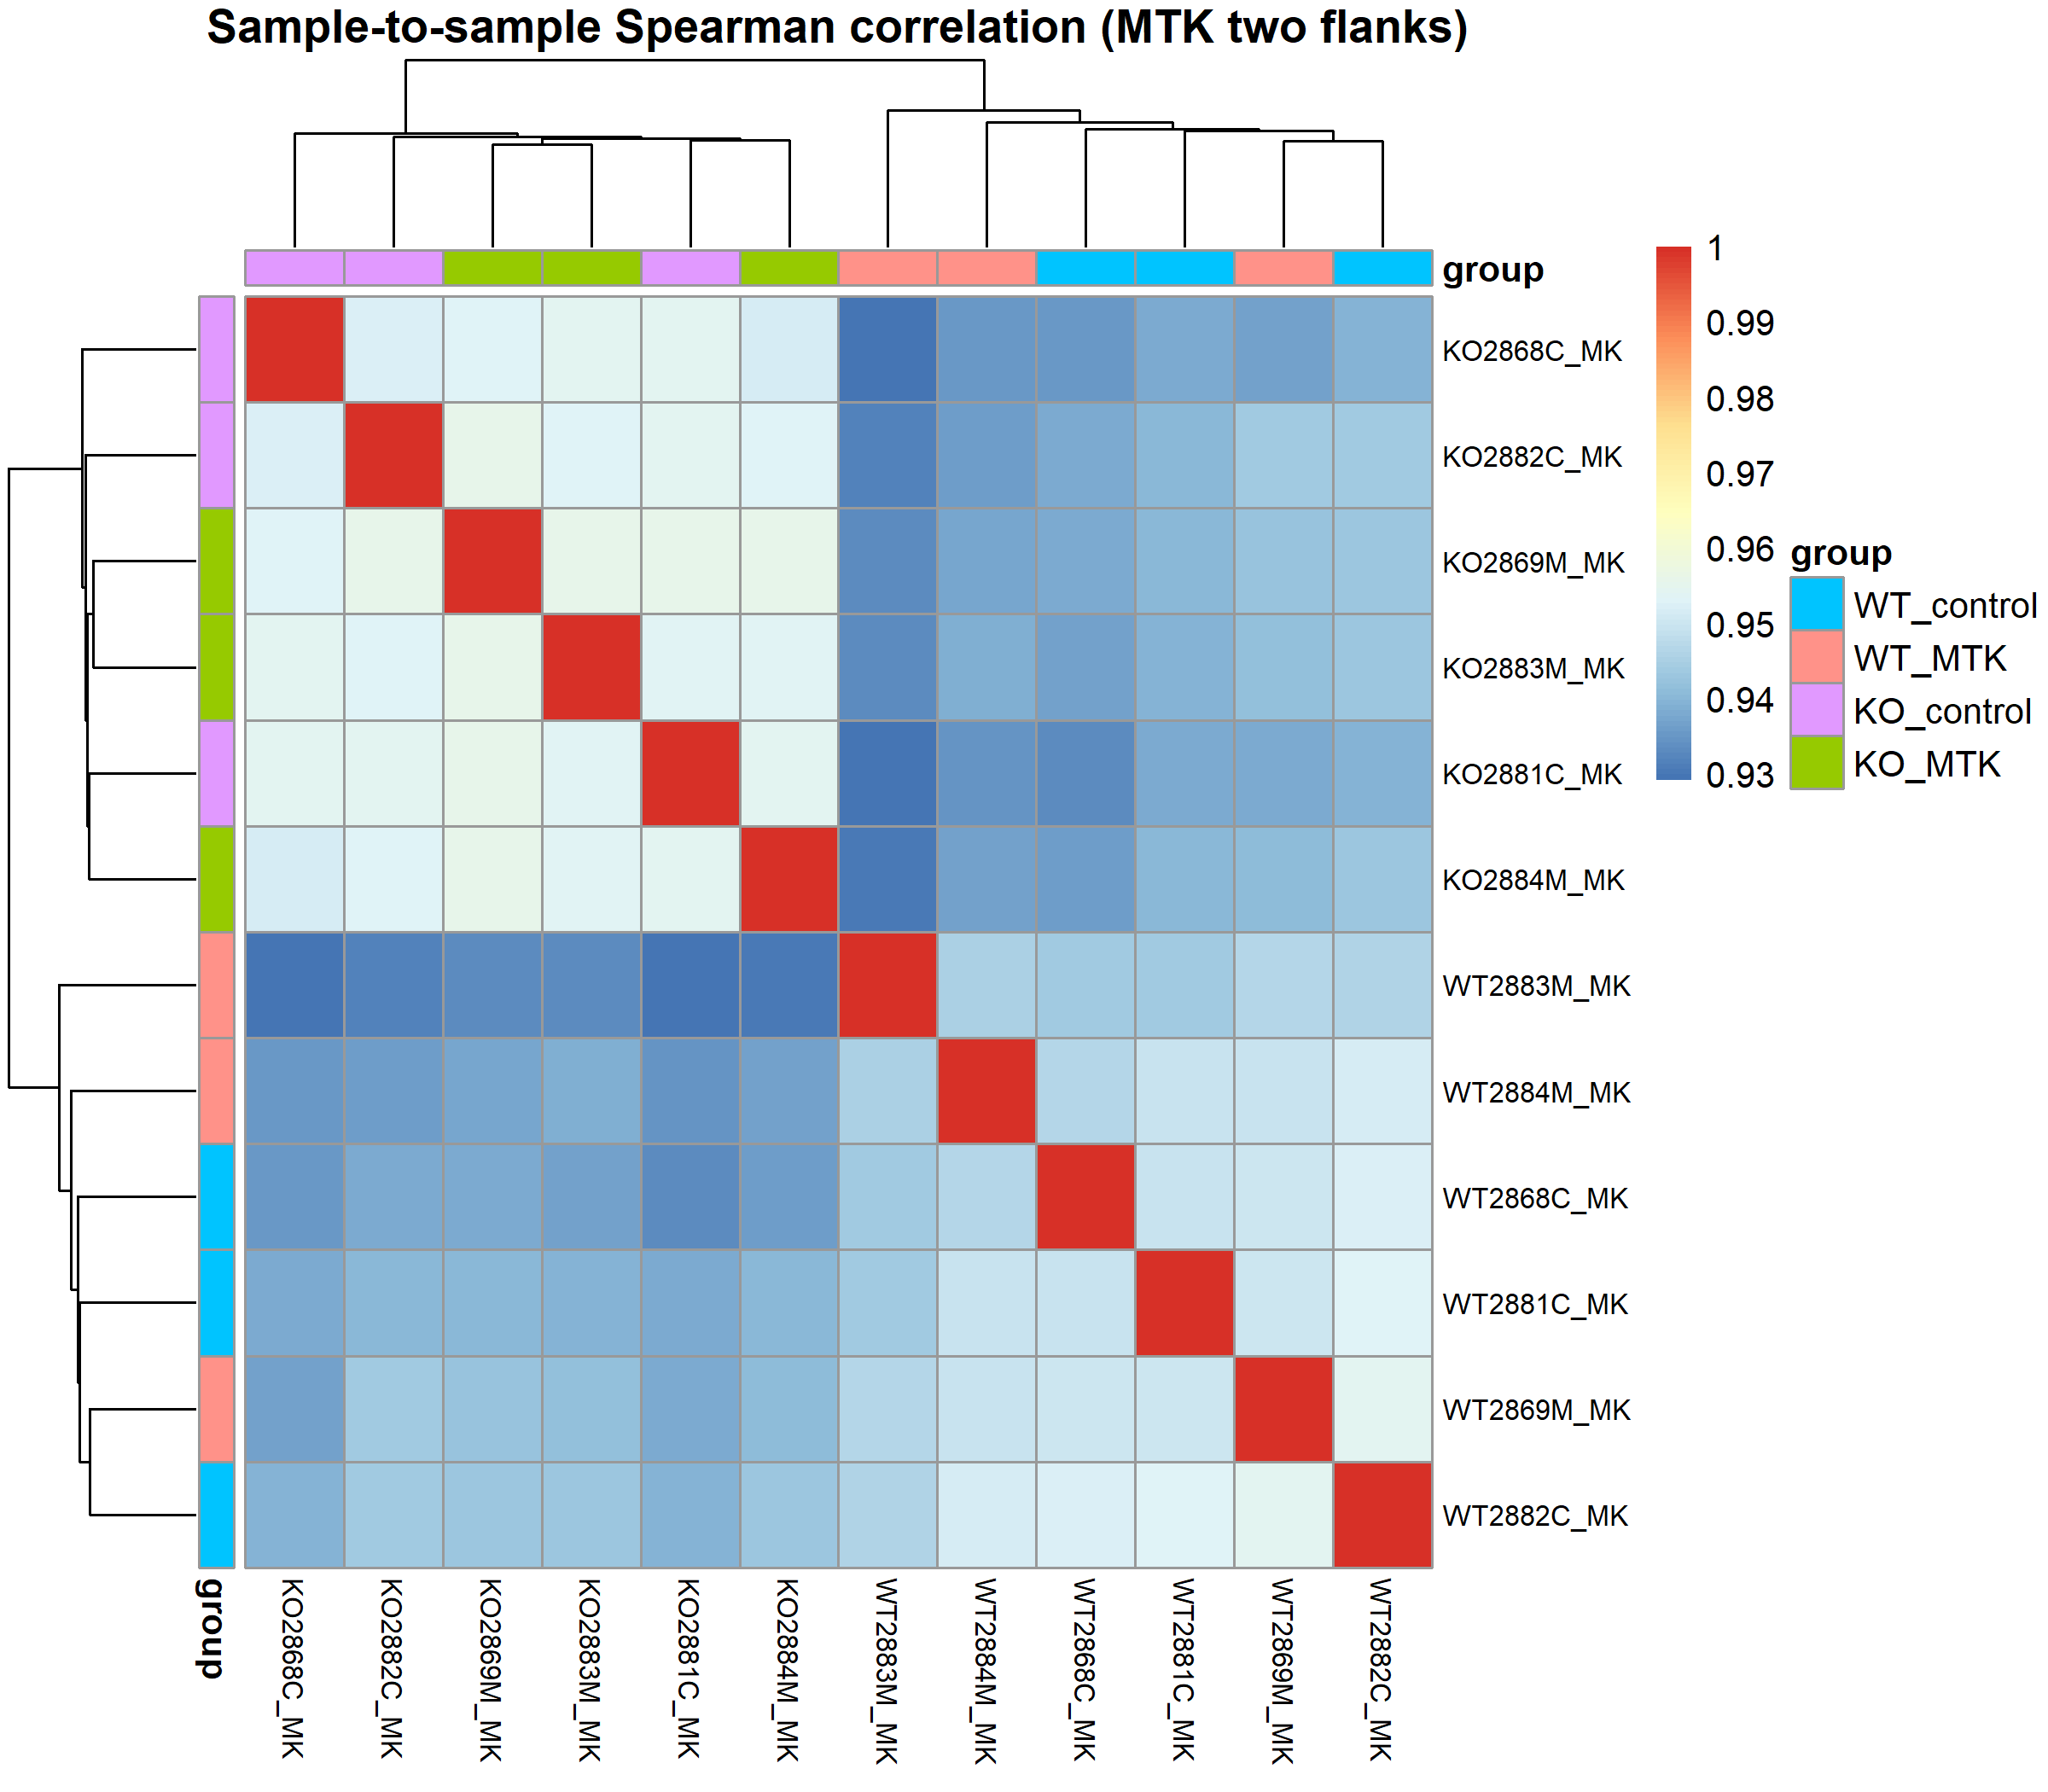 Sample-to-sample Spearman correlation (MTK two flanks)
group
KO2868C_MK
KO2882C_MK
KO2869M_MK
KO2883M_MK
KO2881C_MK
KO2884M_MK
WT2883M_MK
WT2884M_MK
WT2868C_MK
WT2881C_MK
WT2869M_MK
WT2882C_MK
1
0.99
0.98
0.97
0.96
0.95
0.94
0.93
group
WT_control
WT_MTK
KO_control
KO_MTK
group
KO2868C_MK
KO2882C_MK
KO2869M_MK
KO2883M_MK
KO2881C_MK
KO2884M_MK
WT2883M_MK
WT2884M_MK
WT2868C_MK
WT2881C_MK
WT2869M_MK
WT2882C_MK